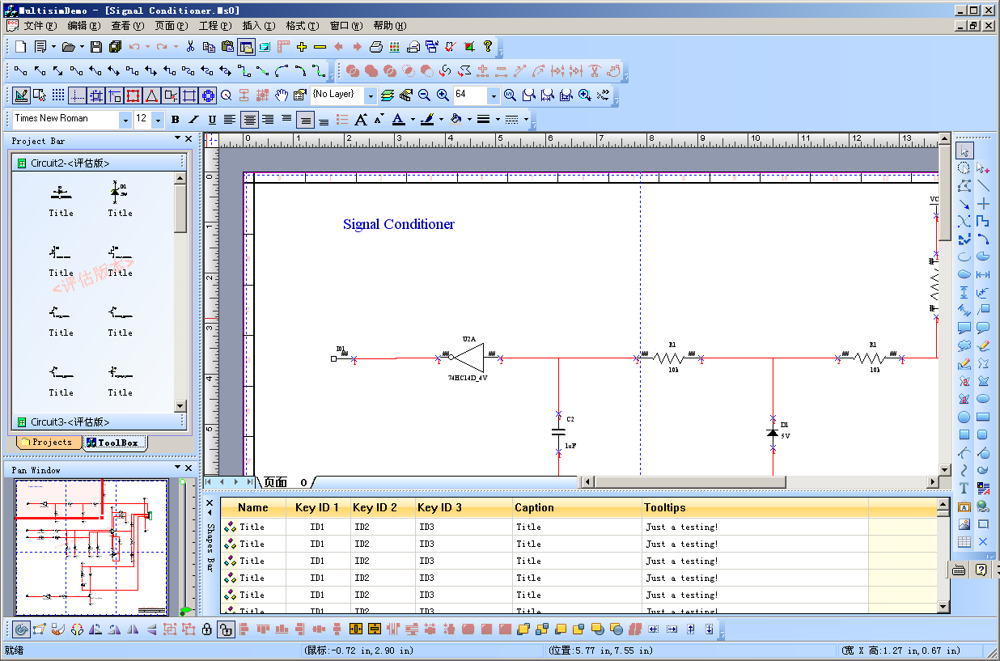 MultisimDemo - [Signal Conditioner.MsO]
文件(F) 编辑(E) 查看(V) 页面(P) 工程(P) 插入(I) 格式(T) 窗口(W) 帮助(H)
{No Layer} 64
Times New Roman 12 B I U
Project Bar
Circuit2-<评估版>
D1
Title Title
Title Title
<评估版本>
Title Title
Title Title
Circuit3-<评估版>
Projects ToolBox
Pan Window
0 1 2 3 4 5 6 7 8 9 10 11 12 13
0
1
2
3
4
5
Signal Conditioner
VC
U2A
74HC14D_4V
R1
10k
R1
10k
C2
1uF
D1
5V
页面 0
Shapes Bar
Name Key ID 1 Key ID 2 Key ID 3 Caption Tooltips
Title ID1 ID2 ID3 Title Just a testing!
Title ID1 ID2 ID3 Title Just a testing!
Title ID1 ID2 ID3 Title Just a testing!
Title ID1 ID2 ID3 Title Just a testing!
Title ID1 ID2 ID3 Title Just a testing!
Title ID1 ID2 ID3 Title Just a testing!
就绪 (鼠标:-0.72 in,2.90 in) (位置:5.77 in,7.55 in) (宽 X 高:1.27 in,0.67 in)